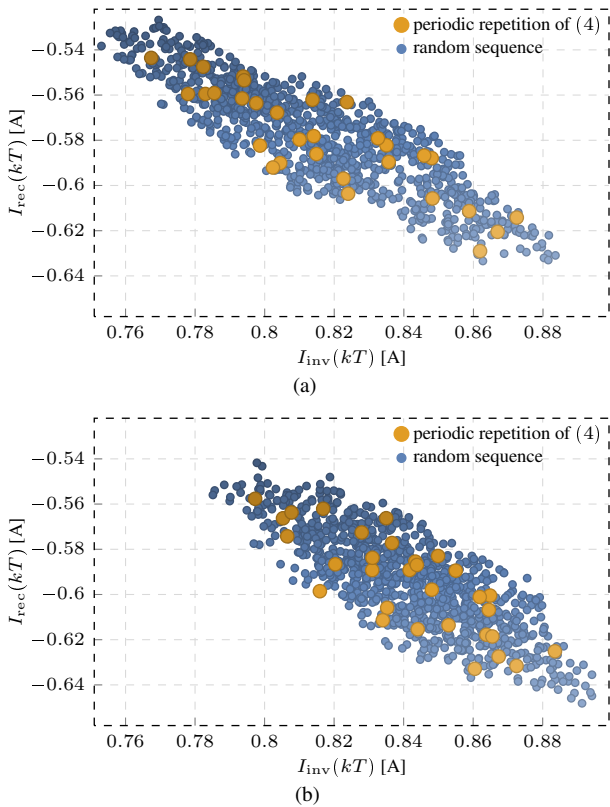 periodic repetition of (4)
random sequence
−0.54
−0.56
−0.58
−0.6
−0.62
−0.64
I_rec(kT) [A]
0.76 0.78 0.8 0.82 0.84 0.86 0.88
I_inv(kT) [A]
(a)
periodic repetition of (4)
random sequence
−0.54
−0.56
−0.58
−0.6
−0.62
−0.64
I_rec(kT) [A]
0.76 0.78 0.8 0.82 0.84 0.86 0.88
I_inv(kT) [A]
(b)